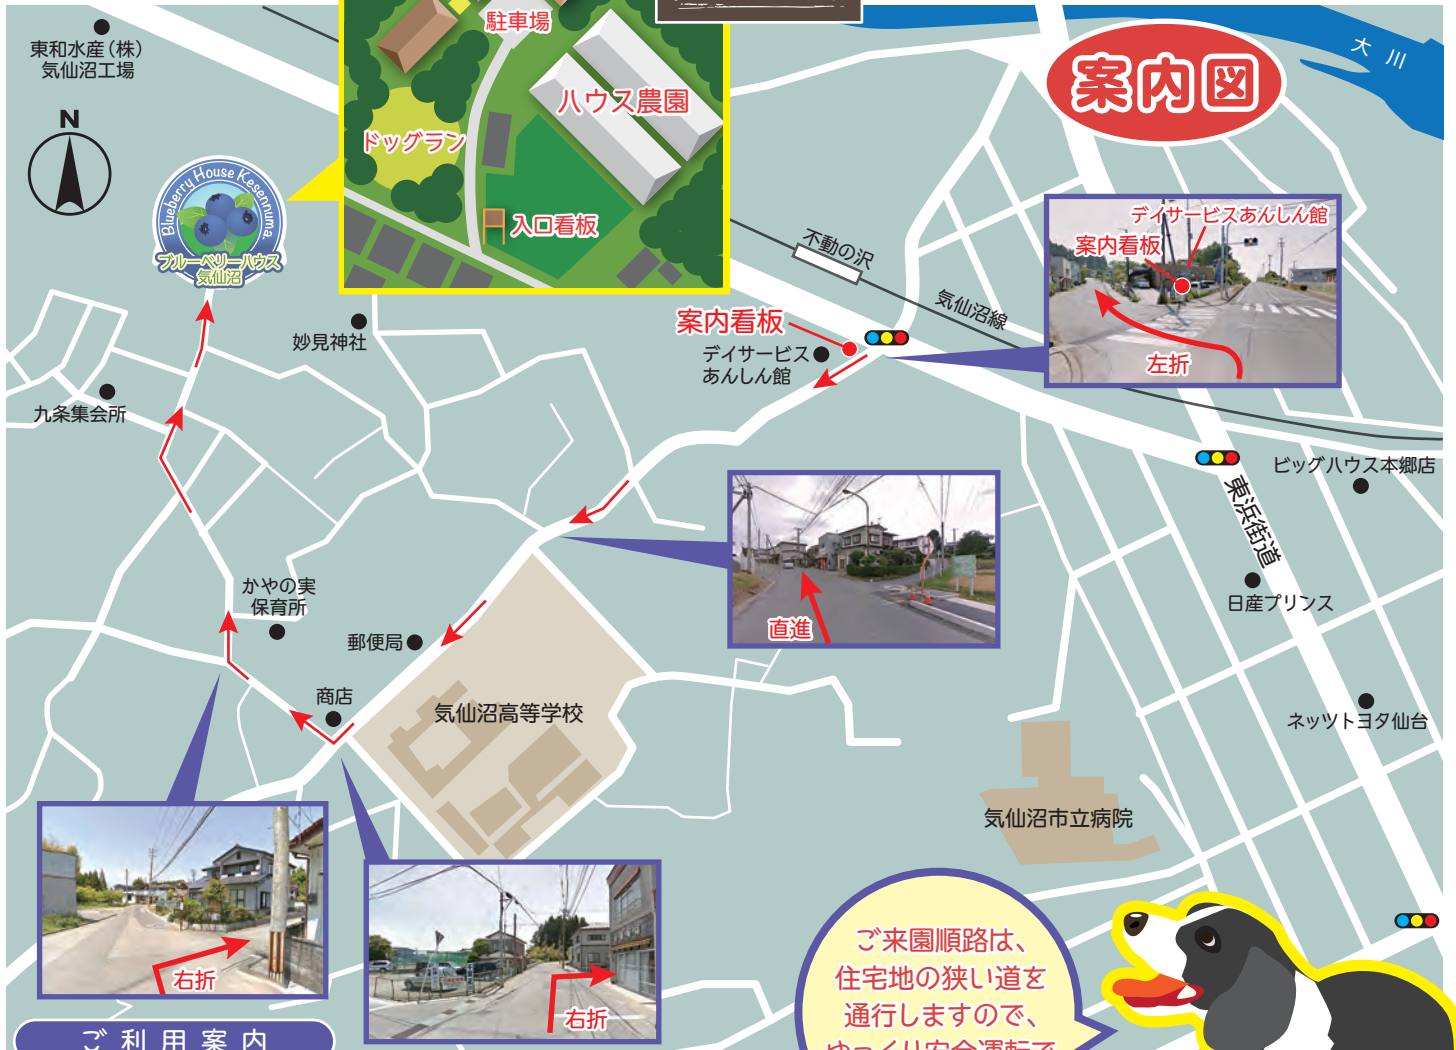 東和水産(株)
気仙沼工場
N
Blueberry House Kesennuma.
ブルーベリーハウス
気仙沼
駐車場
ハウス農園
ドッグラン
入口看板
案内図
大川
不動の沢
気仙沼線
デイサービスあんしん館
案内看板
左折
案内看板
デイサービス
あんしん館
妙見神社
九条集会所
ビッグハウス本郷店
東浜街道
日産プリンス
ネッツトヨタ仙台
直進
かやの実
保育所
郵便局
商店
気仙沼高等学校
気仙沼市立病院
右折
右折
ご来園順路は、
住宅地の狭い道を
通行しますので、
ゆっくり安全運転で
ご利用案内